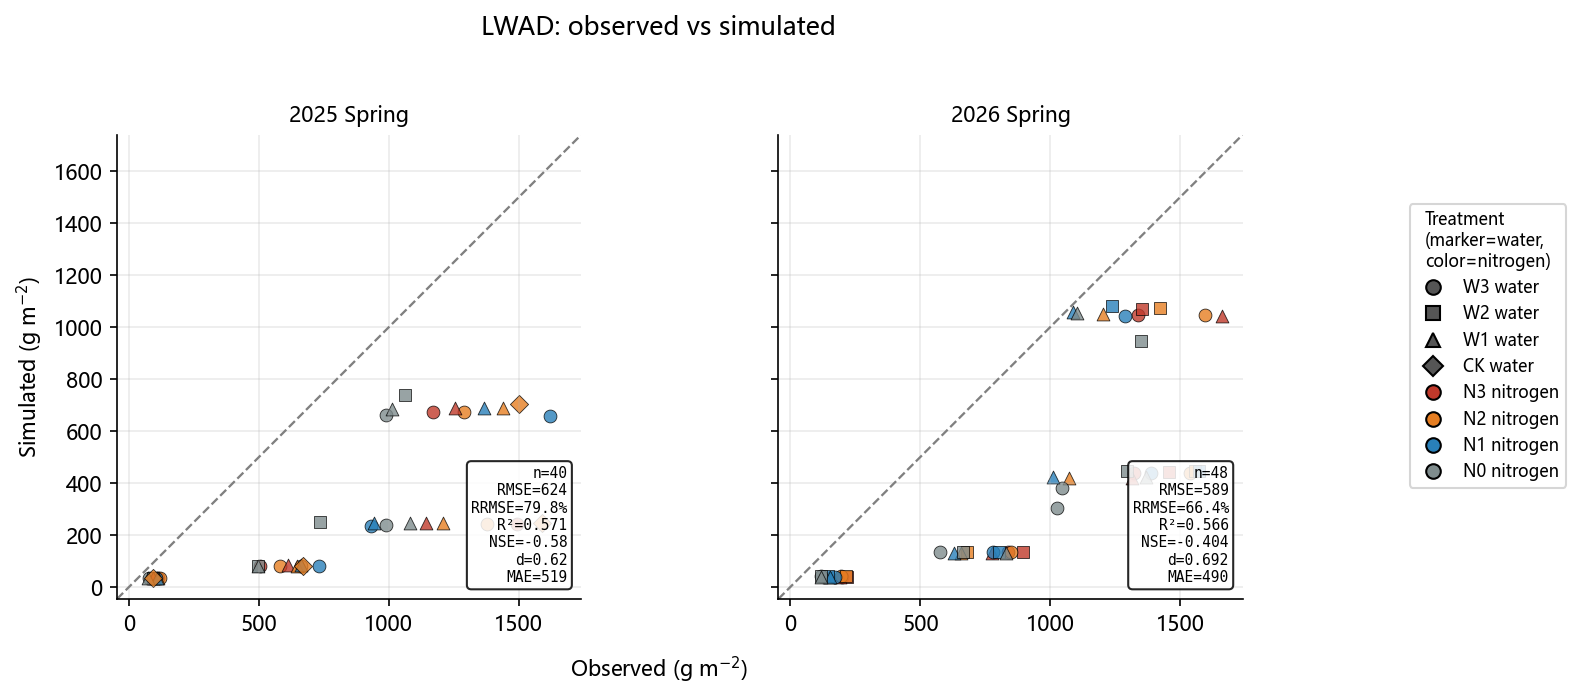 LWAD: observed vs simulated
2025 Spring
2026 Spring
1600
1400
1200
1000
800
600
400
200
0
Simulated (g m⁻²)
n=40
RMSE=624
RRMSE=79.8%
R²=0.571
NSE=-0.58
d=0.62
MAE=519
n=48
RMSE=589
RRMSE=66.4%
R²=0.566
NSE=-0.404
d=0.692
MAE=490
0 500 1000 1500
0 500 1000 1500
Observed (g m⁻²)
Treatment
(marker=water,
color=nitrogen)
W3 water
W2 water
W1 water
CK water
N3 nitrogen
N2 nitrogen
N1 nitrogen
N0 nitrogen